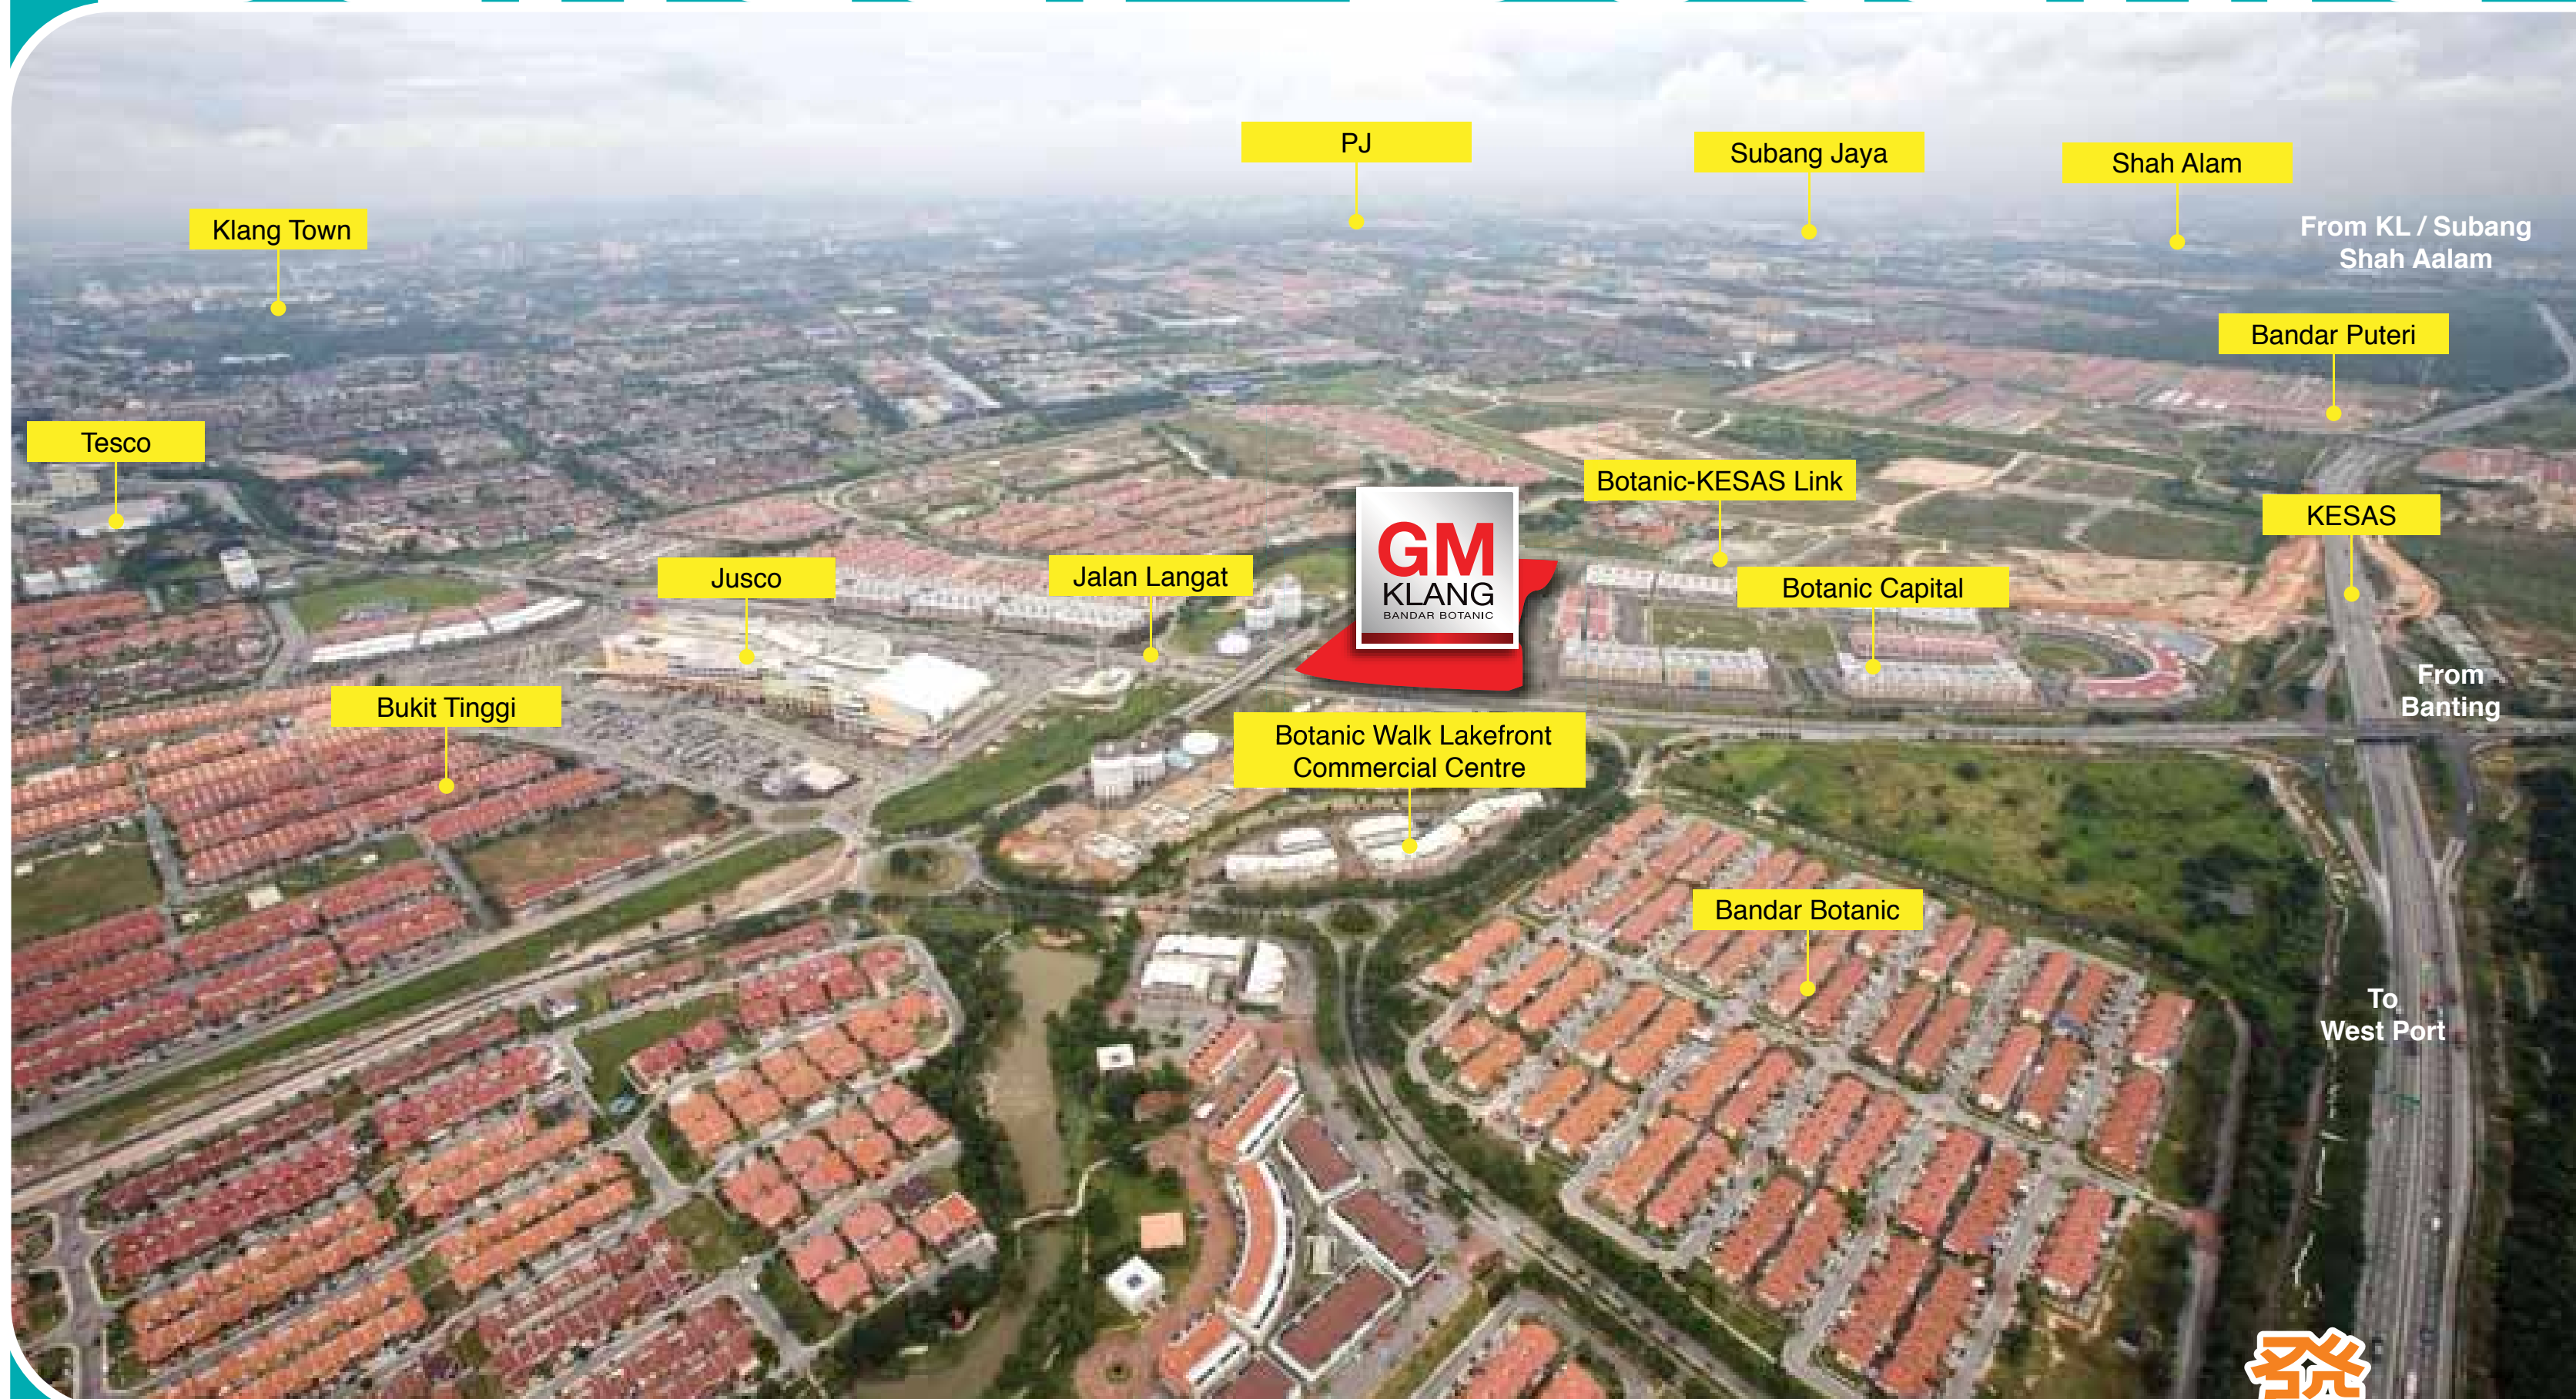 PJ
Subang Jaya
Shah Alam
Klang Town
From KL / Subang
Shah Aalam
Bandar Puteri
Tesco
Botanic-KESAS Link
KESAS
GM
KLANG
BANDAR BOTANIC
Jusco
Jalan Langat
Botanic Capital
Bukit Tinggi
From
Banting
Botanic Walk Lakefront
Commercial Centre
Bandar Botanic
To
West Port
發